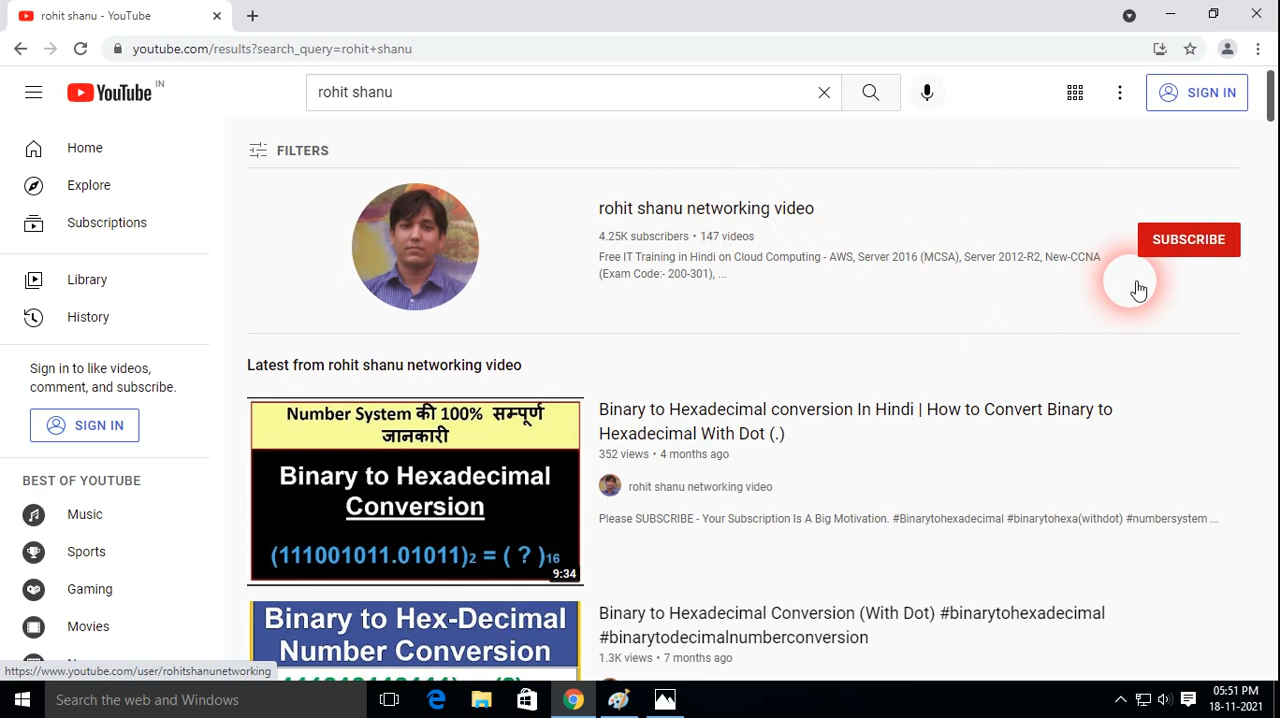 rohit shanu - YouTube
youtube.com/results?search_query=rohit+shanu
YouTube IN
rohit shanu
SIGN IN
Home
Explore
Subscriptions
Library
History
Sign in to like videos,
comment, and subscribe.
SIGN IN
BEST OF YOUTUBE
Music
Sports
Gaming
Movies
FILTERS
rohit shanu networking video
4.25K subscribers • 147 videos
Free IT Training in Hindi on Cloud Computing - AWS, Server 2016 (MCSA), Server 2012-R2, New-CCNA
(Exam Code:- 200-301), ...
SUBSCRIBE
Latest from rohit shanu networking video
Number System की 100% सम्पूर्ण
जानकारी
Binary to Hexadecimal
Conversion
(111001011.01011)2 = ( ? )16
9:34
Binary to Hexadecimal conversion In Hindi | How to Convert Binary to
Hexadecimal With Dot (.)
352 views • 4 months ago
rohit shanu networking video
Please SUBSCRIBE - Your Subscription Is A Big Motivation. #Binarytohexadecimal #binarytohexa(withdot) #numbersystem ...
Binary to Hex-Decimal
Number Conversion
Binary to Hexadecimal Conversion (With Dot) #binarytohexadecimal
#binarytodecimalnumberconversion
1.3K views • 7 months ago
https://www.youtube.com/user/rohitshanunetworking
Search the web and Windows
05:51 PM
18-11-2021